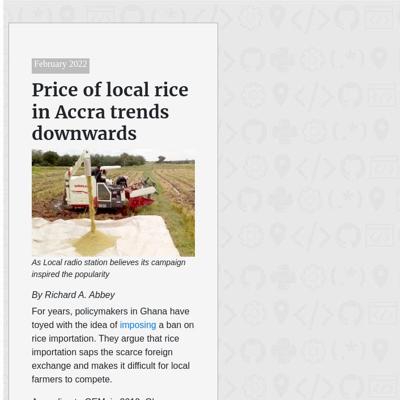 February 2022
Price of local rice
in Accra trends
downwards
As Local radio station believes its campaign
inspired the popularity
By Richard A. Abbey
For years, policymakers in Ghana have
toyed with the idea of imposing a ban on
rice importation. They argue that rice
importation saps the scarce foreign
exchange and makes it difficult for local
farmers to compete.